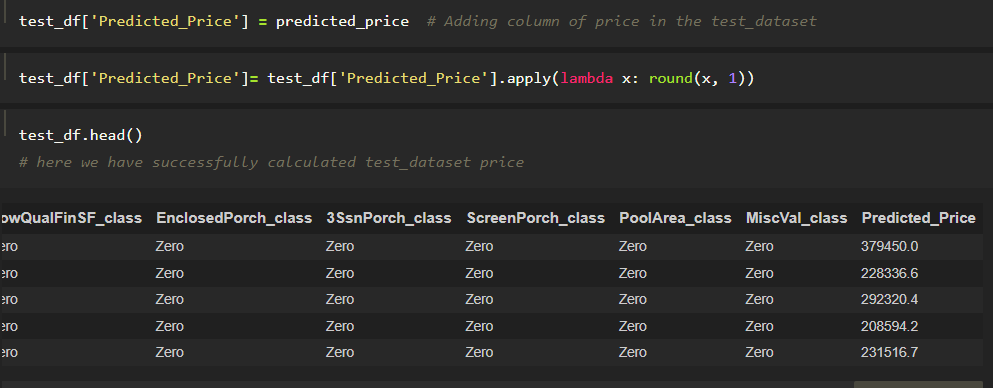 test_df['Predicted_Price'] = predicted_price  # Adding column of price in the test_dataset
test_df['Predicted_Price']= test_df['Predicted_Price'].apply(lambda x: round(x, 1))
test_df.head()
# here we have successfully calculated test_dataset price
owQualFinSF_class EnclosedPorch_class 3SsnPorch_class ScreenPorch_class PoolArea_class MiscVal_class Predicted_Price
ero Zero Zero Zero Zero Zero 379450.0
ero Zero Zero Zero Zero Zero 228336.6
ero Zero Zero Zero Zero Zero 292320.4
ero Zero Zero Zero Zero Zero 208594.2
ero Zero Zero Zero Zero Zero 231516.7